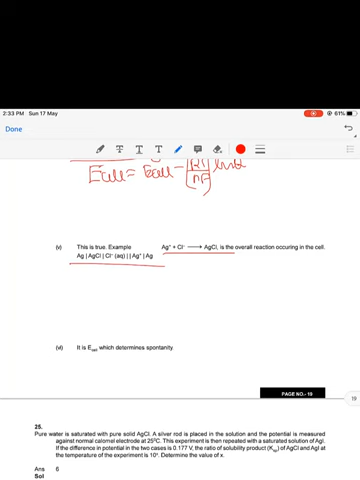 2:33 PM Sun 17 May
61%
Done
T T T
Ecell = E°cell - [RT/nF] lnQ
(v) This is true. Example Ag⁺ + Cl⁻ ⟶ AgCl, is the overall reaction occuring in the cell.
Ag | AgCl | Cl⁻ (aq) | | Ag⁺ | Ag
(vi) It is E꜀ₑₗₗ which determines spontanity.
PAGE NO.- 19
19
25.
Pure water is saturated with pure solid AgCl. A silver rod is placed in the solution and the potential is measured
against normal calomel electrode at 25⁰C. This experiment is then repeated with a saturated solution of AgI.
If the difference in potential in the two cases is 0.177 V, the ratio of solubility product (Kₛₚ) of AgCl and AgI at
the temperature of the experiment is 10ˣ. Determine the value of x.
Ans 6
Sol